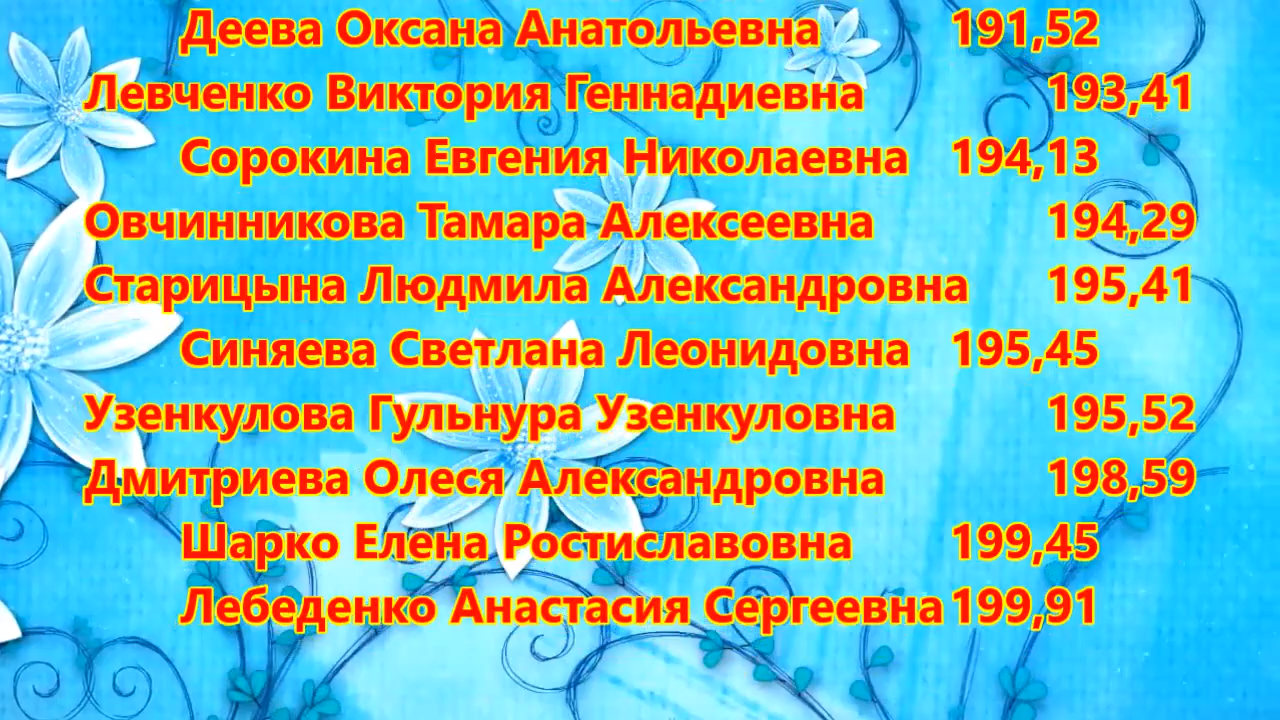 Деева Оксана Анатольевна 191,52
Левченко Виктория Геннадиевна 193,41
Сорокина Евгения Николаевна 194,13
Овчинникова Тамара Алексеевна 194,29
Старицына Людмила Александровна 195,41
Синяева Светлана Леонидовна 195,45
Узенкулова Гульнура Узенкуловна 195,52
Дмитриева Олеся Александровна 198,59
Шарко Елена Ростиславовна 199,45
Лебеденко Анастасия Сергеевна 199,91